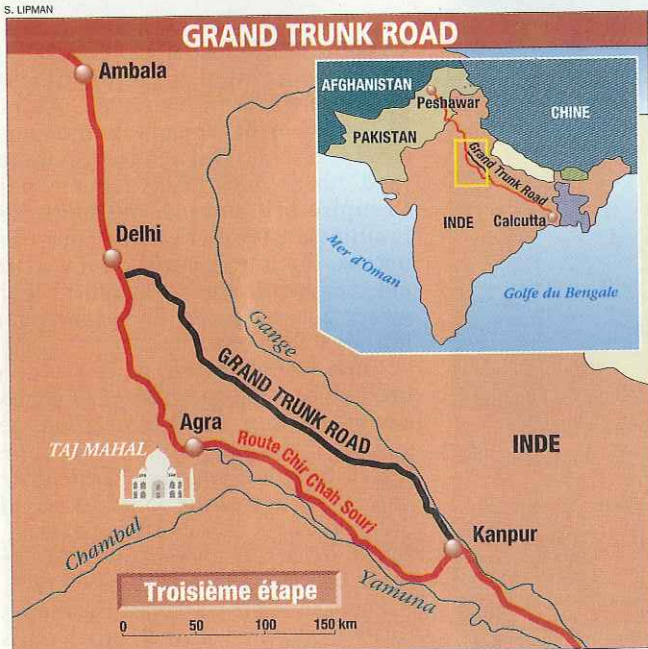 S. LIPMAN
GRAND TRUNK ROAD
Ambala
AFGHANISTAN
Peshawar
CHINE
PAKISTAN
Grand Trunk Road
INDE
Calcutta
Mer d'Oman
Golfe du Bengale
Delhi
Gange
GRAND TRUNK ROAD
Agra
TAJ MAHAL
Route Chir Chah Souri
INDE
Chambal
Kanpur
Yamuna
Troisième étape
0 50 100 150 km